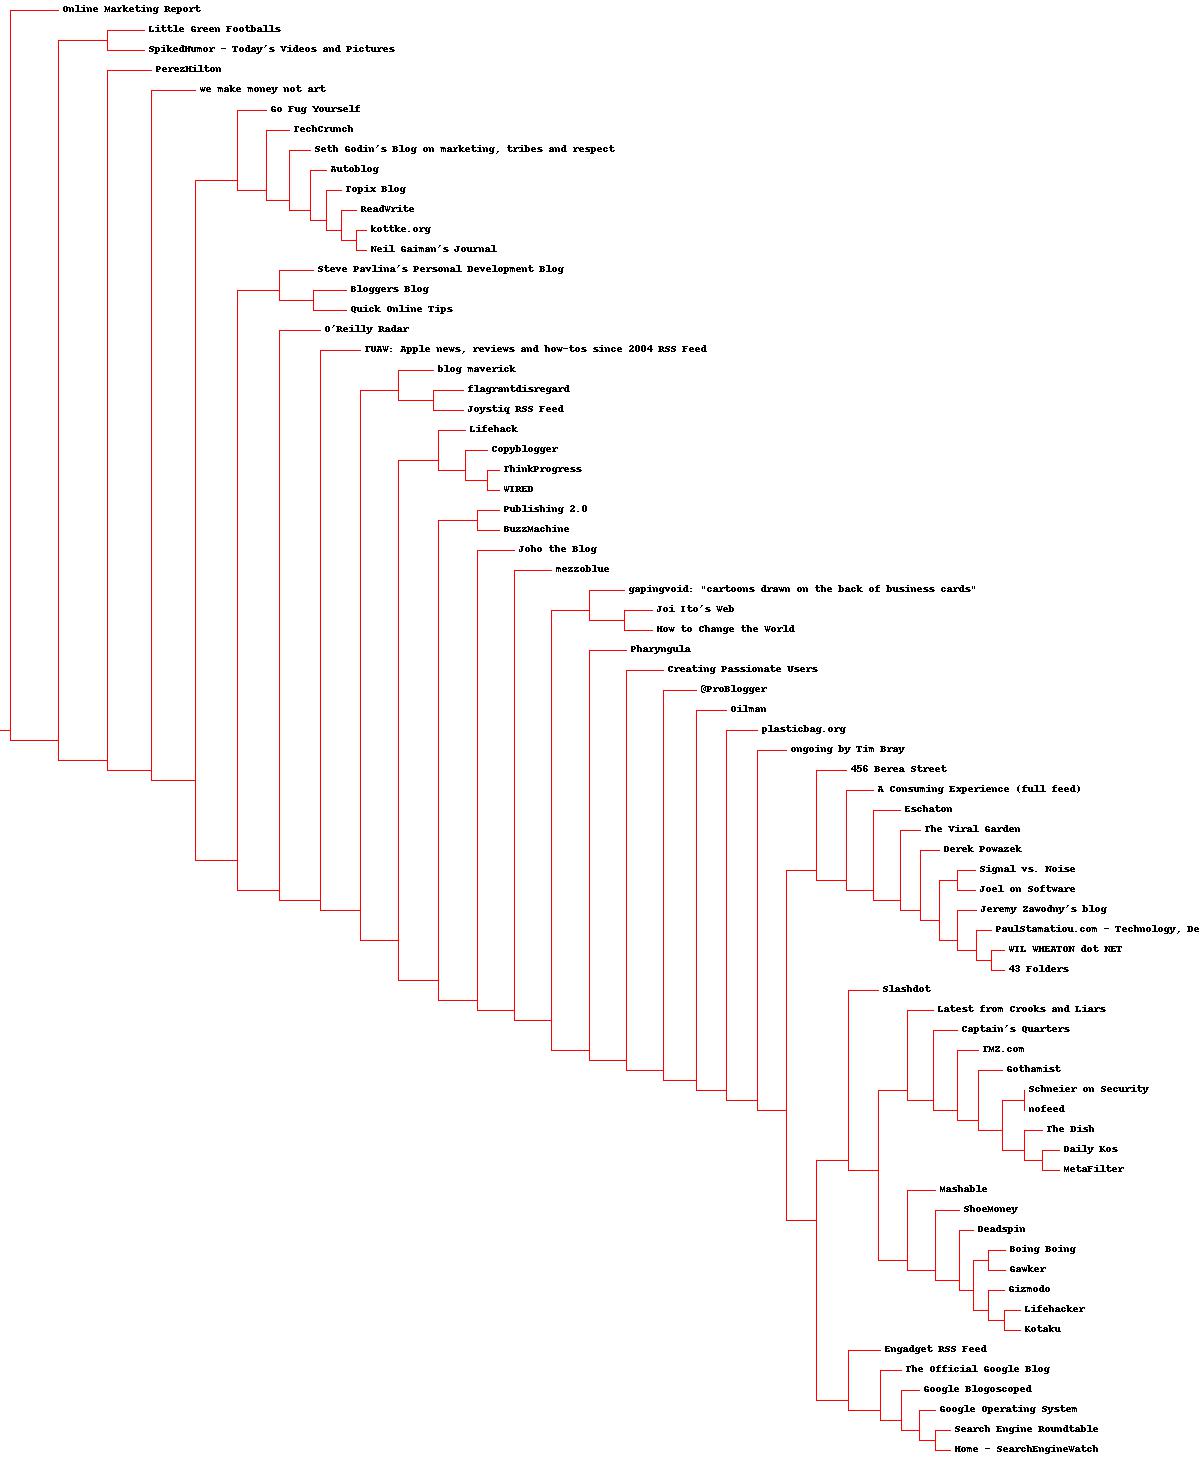 Online Marketing Report
Little Green Footballs
SpikedHumor - Today's Videos and Pictures
PerezHilton
we make money not art
Go Fug Yourself
TechCrunch
Seth Godin's Blog on marketing, tribes and respect
Autoblog
Topix Blog
ReadWrite
kottke.org
Neil Gaiman's Journal
Steve Pavlina's Personal Development Blog
Bloggers Blog
Quick Online Tips
O'Reilly Radar
TUAW: Apple news, reviews and how-tos since 2004 RSS Feed
blog maverick
flagrantdisregard
Joystiq RSS Feed
Lifehack
Copyblogger
ThinkProgress
WIRED
Publishing 2.0
BuzzMachine
Joho the Blog
mezzoblue
gapingvoid: "cartoons drawn on the back of business cards"
Joi Ito's Web
How to Change the World
Pharyngula
Creating Passionate Users
@ProBlogger
Oilman
plasticbag.org
ongoing by Tim Bray
456 Berea Street
A Consuming Experience (full feed)
Eschaton
The Viral Garden
Derek Powazek
Signal vs. Noise
Joel on Software
Jeremy Zawodny's blog
PaulStamatiou.com - Technology, De
WIL WHEATON dot NET
43 Folders
Slashdot
Latest from Crooks and Liars
Captain's Quarters
TMZ.com
Gothamist
Schneier on Security
nofeed
The Dish
Daily Kos
MetaFilter
Mashable
ShoeMoney
Deadspin
Boing Boing
Gawker
Gizmodo
Lifehacker
Kotaku
Engadget RSS Feed
The Official Google Blog
Google Blogoscoped
Google Operating System
Search Engine Roundtable
Home - SearchEngineWatch